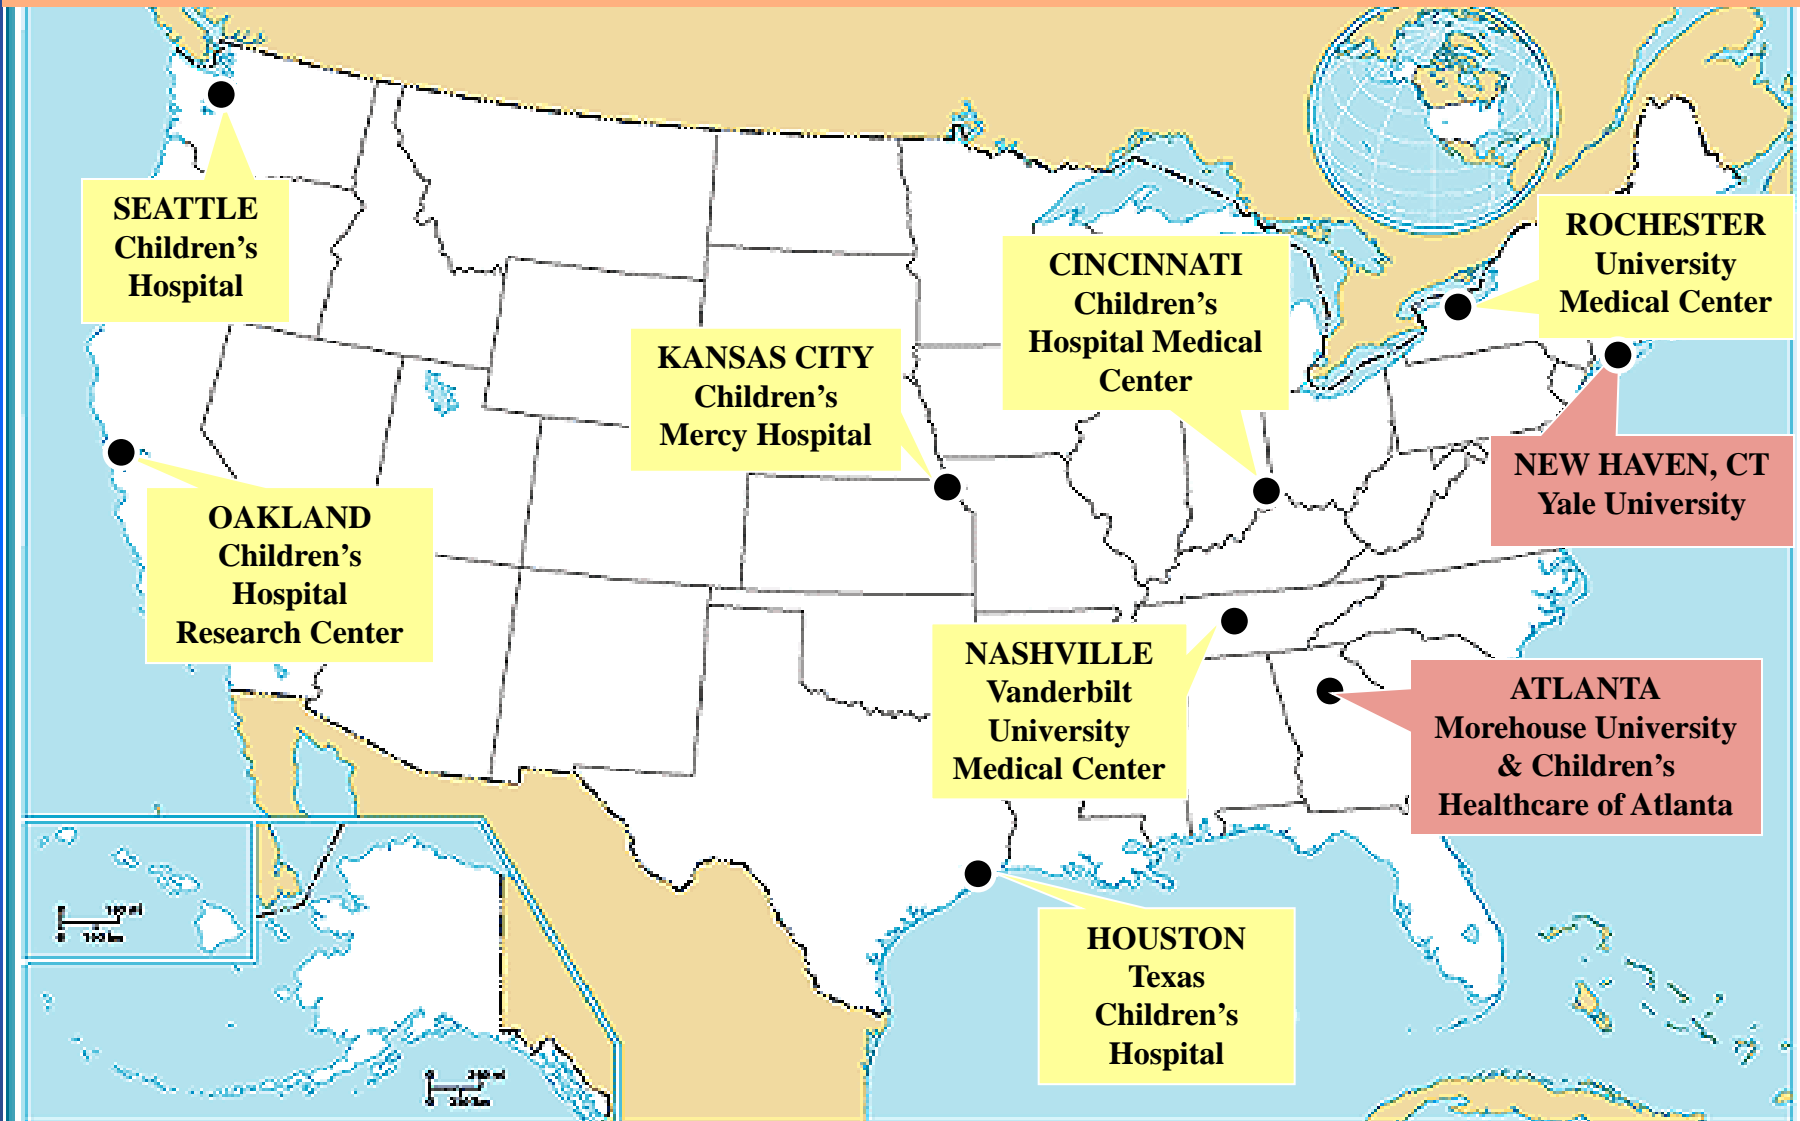 SEATTLE
Children’s
Hospital
ROCHESTER
University
Medical Center
CINCINNATI
Children’s
Hospital Medical
Center
KANSAS CITY
Children’s
Mercy Hospital
NEW HAVEN, CT
Yale University
OAKLAND
Children’s
Hospital
Research Center
NASHVILLE
Vanderbilt
University
Medical Center
ATLANTA
Morehouse University
& Children’s
Healthcare of Atlanta
HOUSTON
Texas
Children’s
Hospital